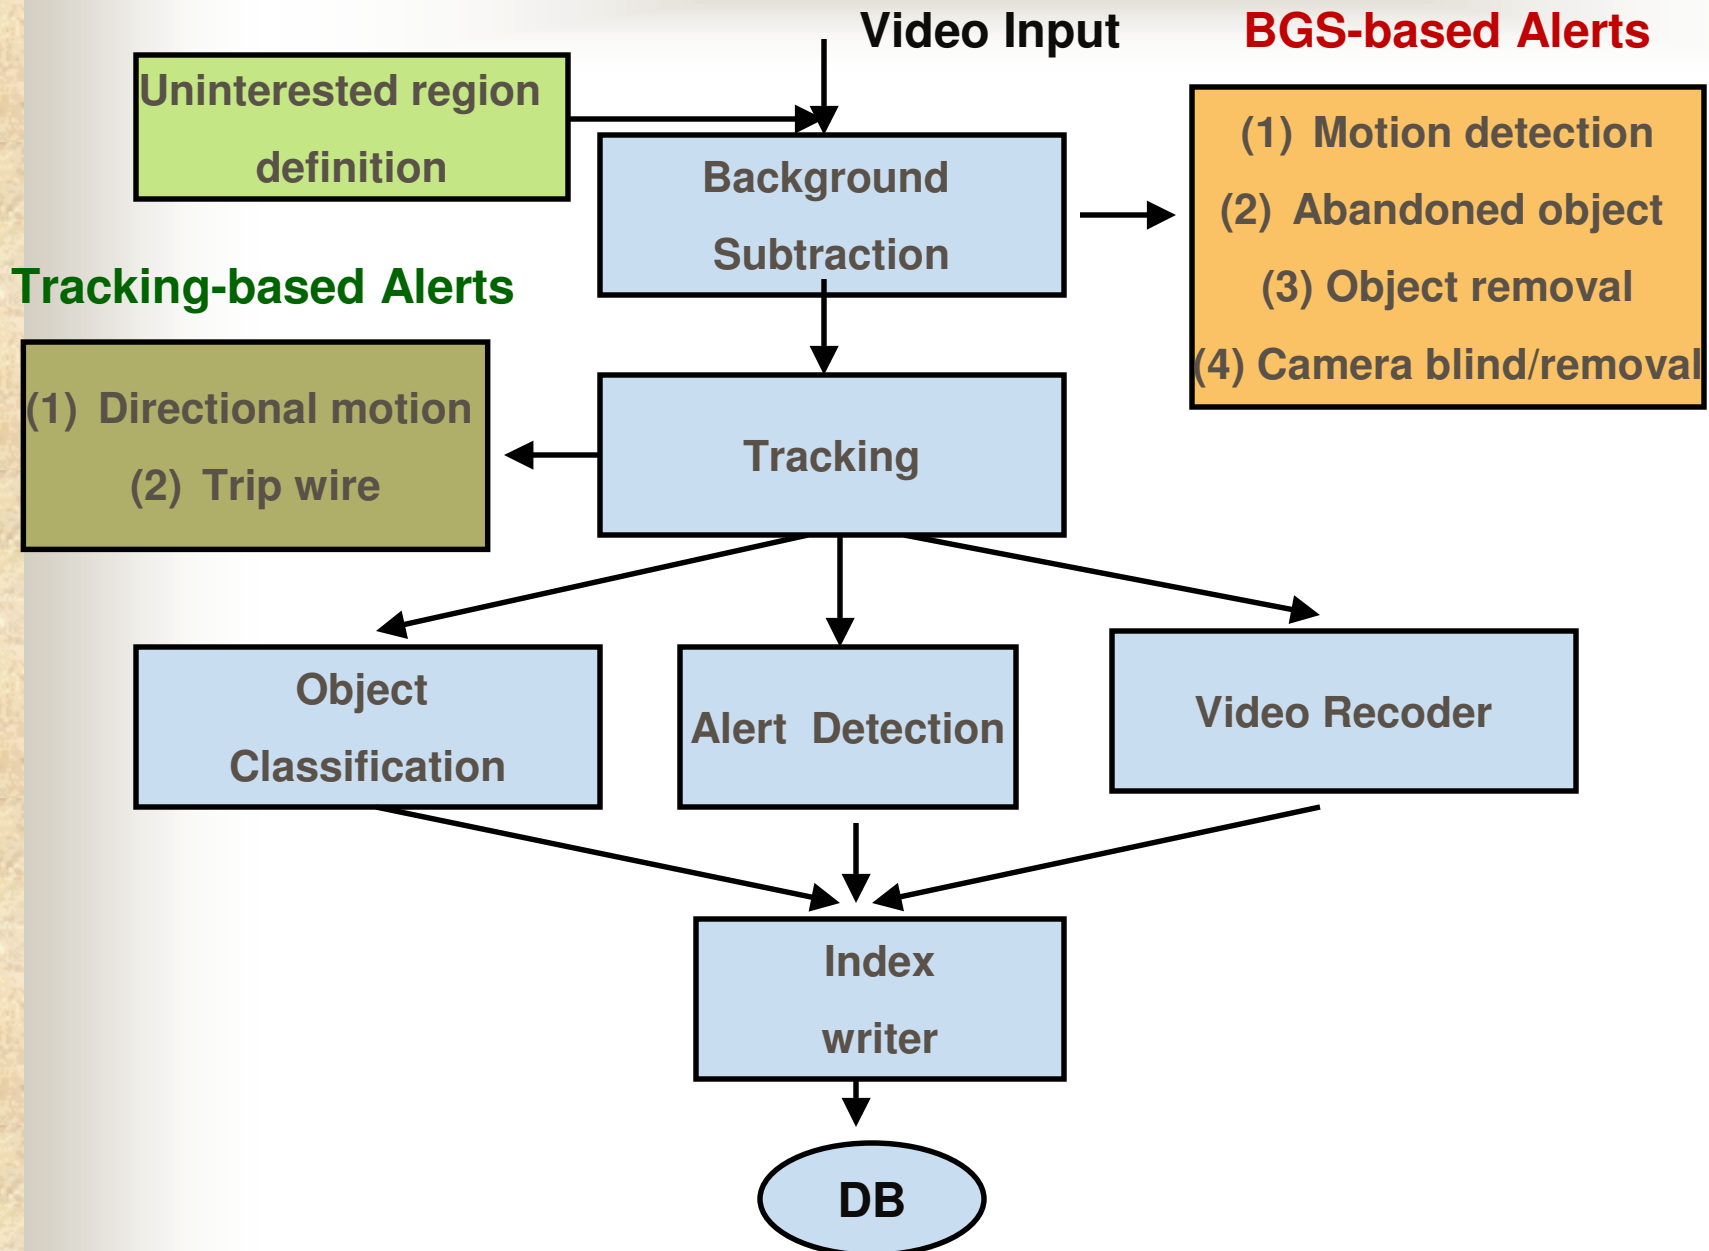 Video Input
BGS-based Alerts
Uninterested region
definition
Background
Subtraction
(1) Motion detection
(2) Abandoned object
(3) Object removal
(4) Camera blind/removal
Tracking-based Alerts
(1) Directional motion
(2) Trip wire
Tracking
Object
Classification
Alert Detection
Video Recoder
Index
writer
DB